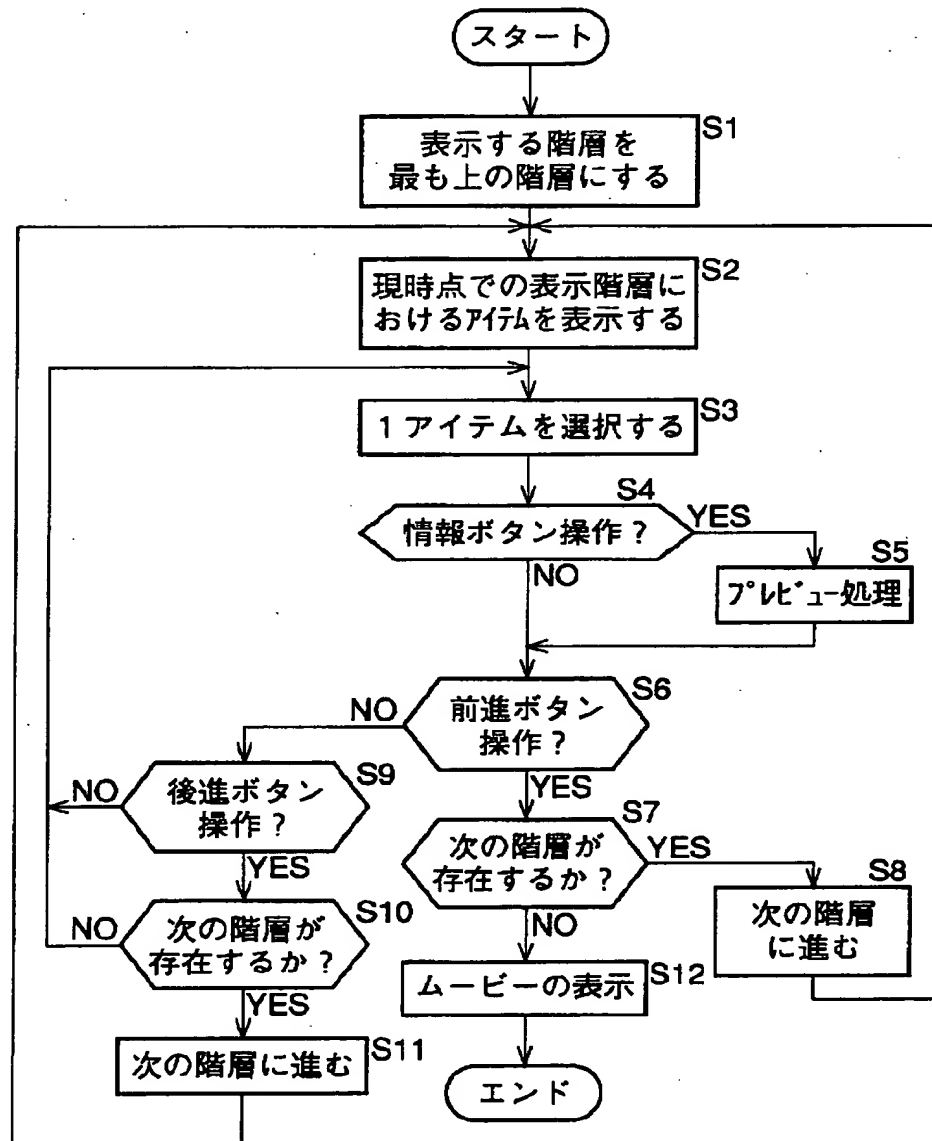 スタート
S1
表示する階層を
最も上の階層にする
S2
現時点での表示階層に
おけるアイテムを表示する
S3
1アイテムを選択する
S4
情報ボタン操作？
YES
NO
S5
プレビュー処理
S6
前進ボタン
操作？
NO
YES
S9
後進ボタン
操作？
NO
YES
S7
次の階層が
存在するか？
YES
NO
S8
次の階層
に進む
S10
次の階層が
存在するか？
NO
YES
S12
ムービーの表示
S11
次の階層に進む
エンド